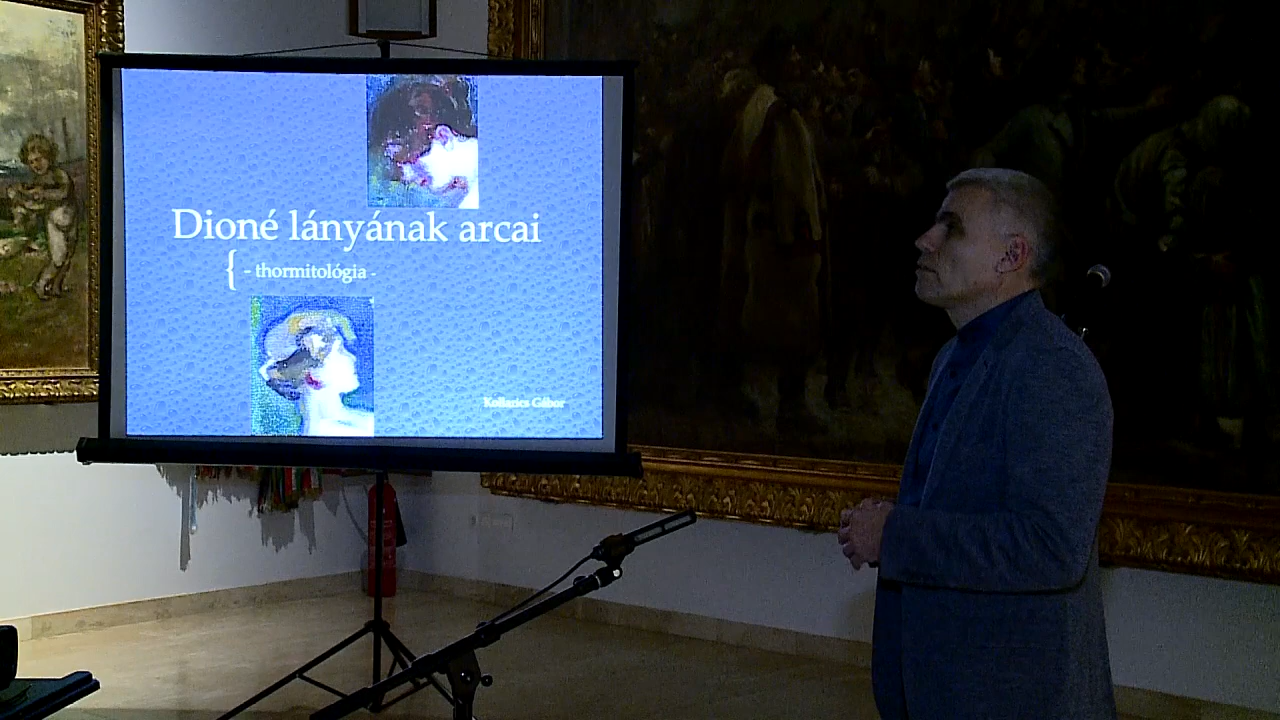 Dioné lányának arcai
{ - thormitológia -
Kollarics Gábor